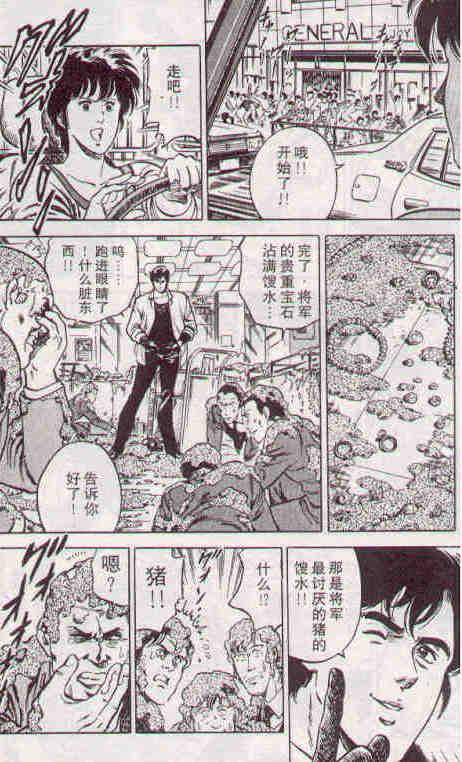 GENERAL
哦!!
开始了!!
走吧!!
完了．将军
的贵重宝石
沾满馊水…
呜……
跑进眼睛了
!什么脏东
西!!
告诉你
好了!
那是将军
最讨厌的猪的
馊水!!
什么!?
猪!!
嗯?